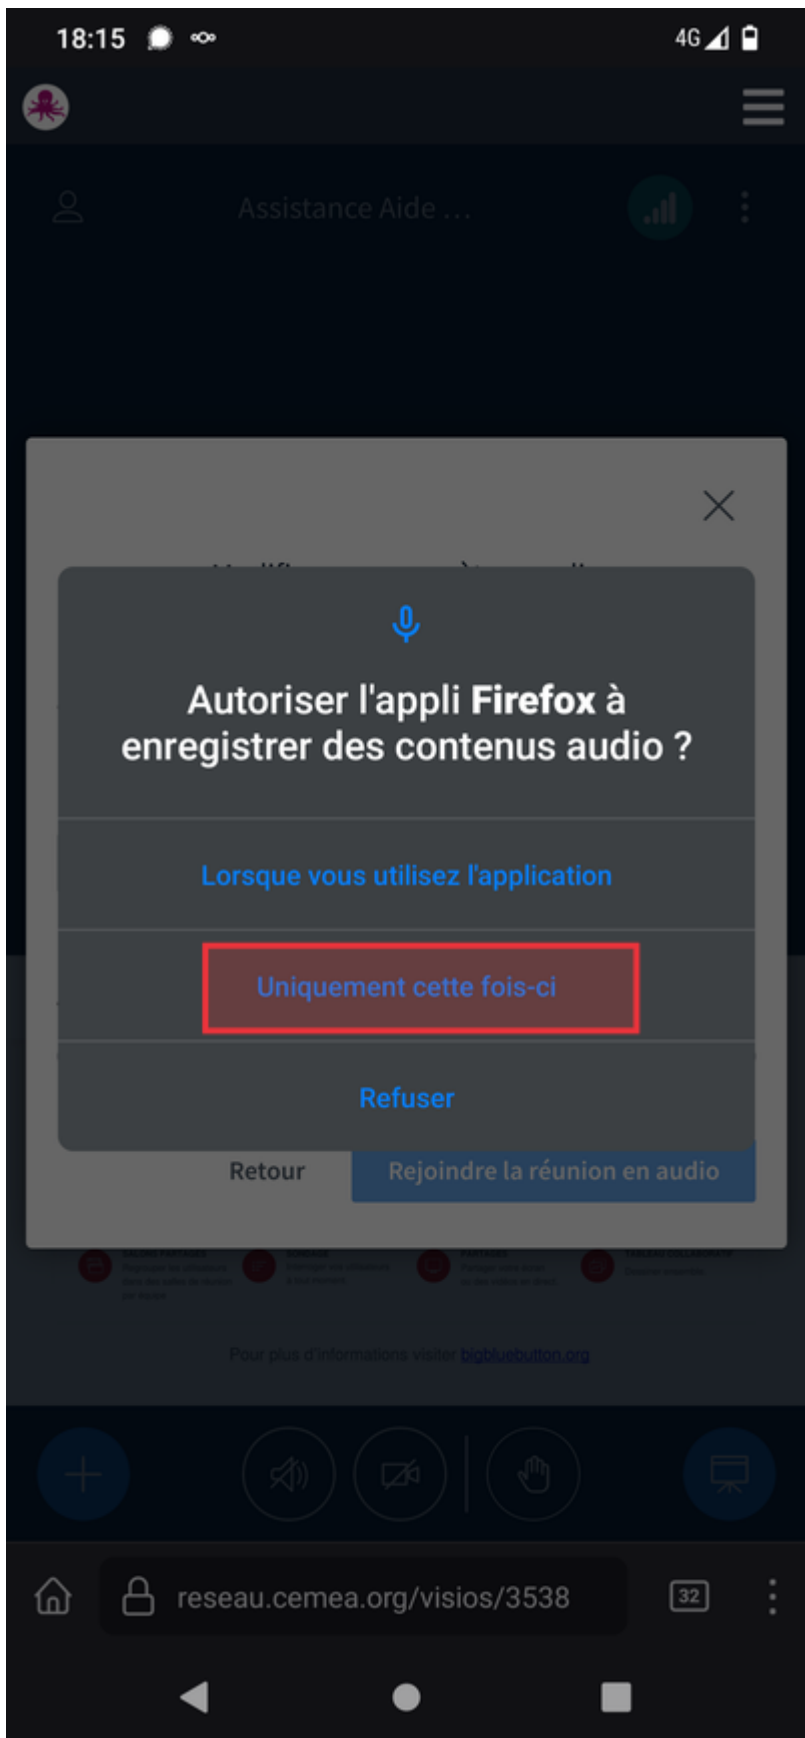 18:15
4G
Assistance Aide ...
Autoriser l'appli Firefox à
enregistrer des contenus audio ?
Lorsque vous utilisez l'application
Uniquement cette fois-ci
Refuser
Retour Rejoindre la réunion en audio
Pour plus d'informations visiter bigbluebutton.org
reseau.cemea.org/visios/3538
32